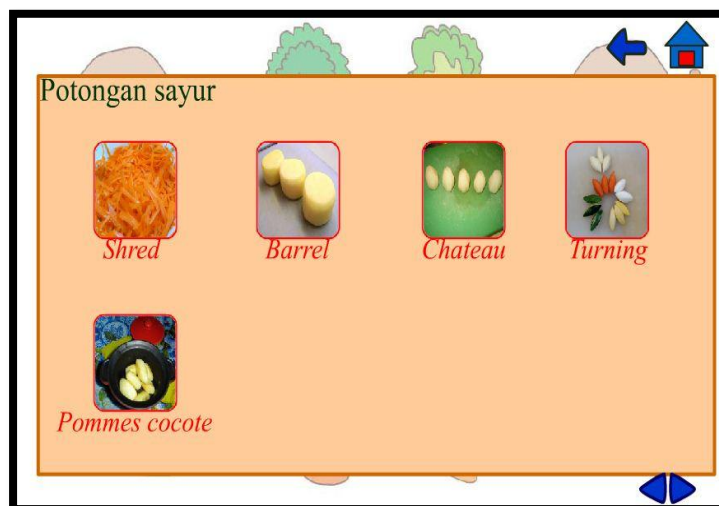 Potongan sayur
Shred
Barrel
Chateau
Turning
Pommes cocote